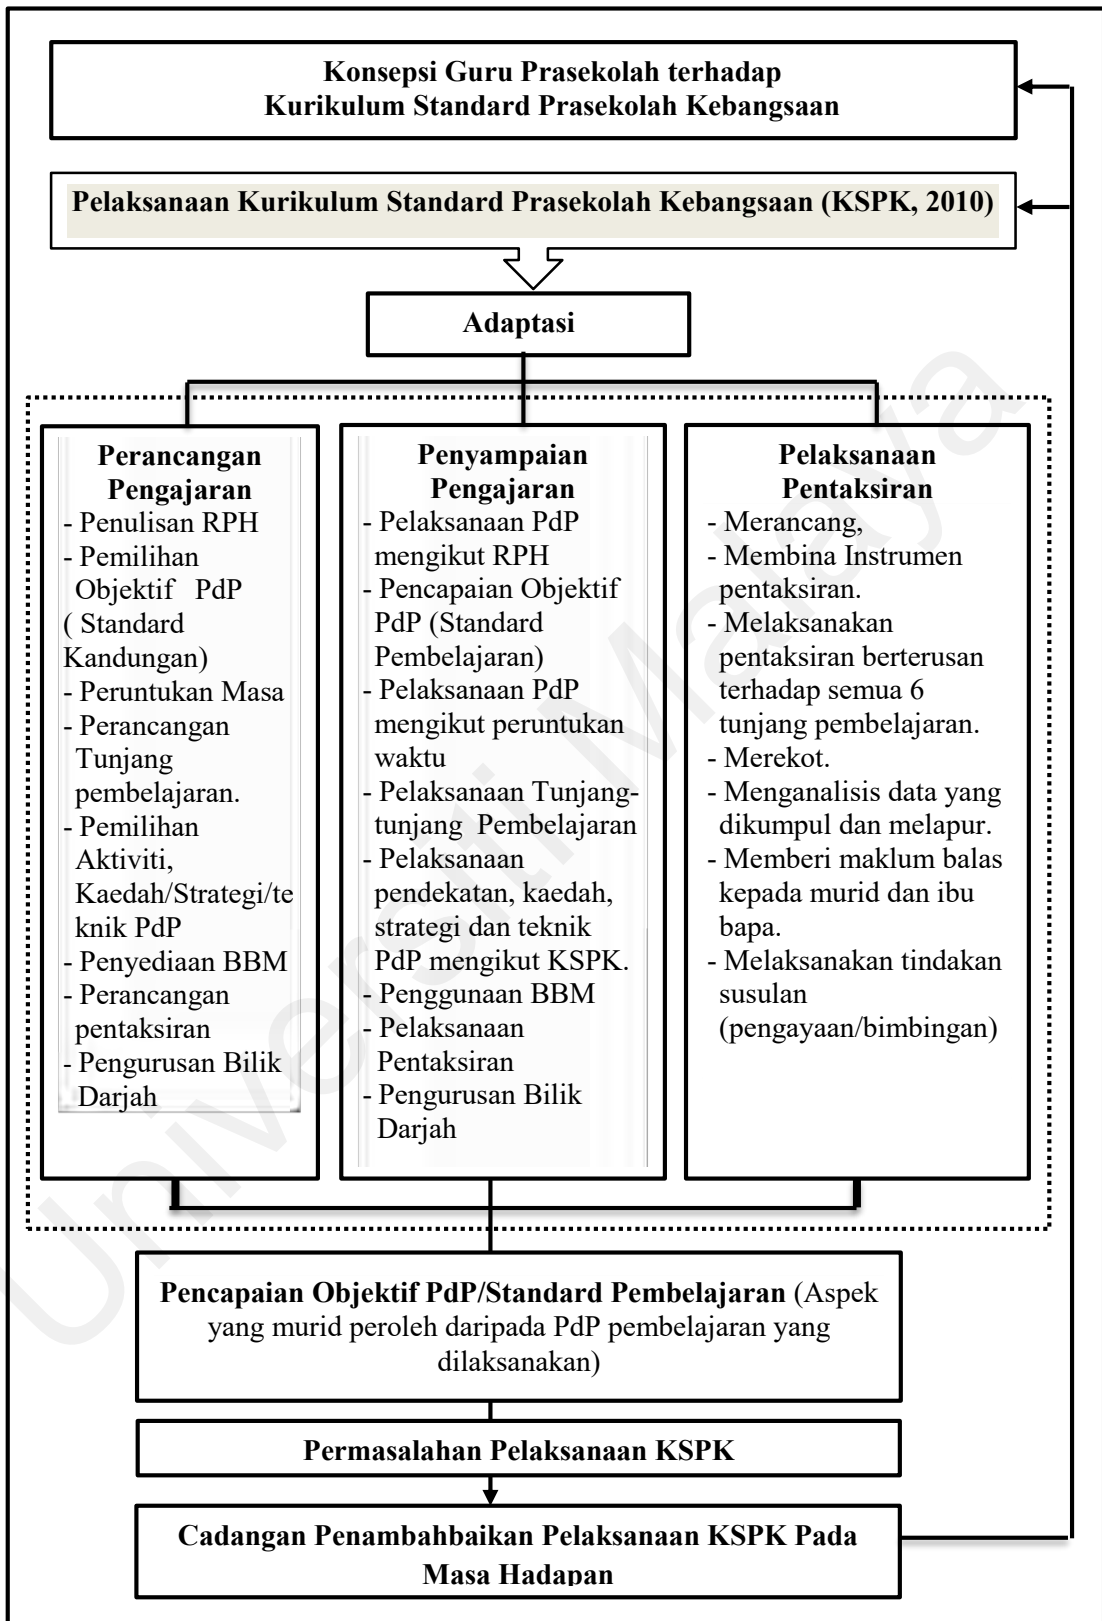 Konsepsi Guru Prasekolah terhadap
Kurikulum Standard Prasekolah Kebangsaan
Pelaksanaan Kurikulum Standard Prasekolah Kebangsaan (KSPK, 2010)
Adaptasi
Perancangan
Pengajaran
- Penulisan RPH
- Pemilihan
Objektif PdP
( Standard
Kandungan)
- Peruntukan Masa
- Perancangan
Tunjang
pembelajaran.
- Pemilihan
Aktiviti,
Kaedah/Strategi/te
knik PdP
- Penyediaan BBM
- Perancangan
pentaksiran
- Pengurusan Bilik
Darjah
Penyampaian
Pengajaran
- Pelaksanaan PdP
mengikut RPH
- Pencapaian Objektif
PdP (Standard
Pembelajaran)
- Pelaksanaan PdP
mengikut peruntukan
waktu
- Pelaksanaan Tunjang-
tunjang Pembelajaran
- Pelaksanaan
pendekatan, kaedah,
strategi dan teknik
PdP mengikut KSPK.
- Penggunaan BBM
- Pelaksanaan
Pentaksiran
- Pengurusan Bilik
Darjah
Pelaksanaan
Pentaksiran
- Merancang,
- Membina Instrumen
pentaksiran.
- Melaksanakan
pentaksiran berterusan
terhadap semua 6
tunjang pembelajaran.
- Merekot.
- Menganalisis data yang
dikumpul dan melapur.
- Memberi maklum balas
kepada murid dan ibu
bapa.
- Melaksanakan tindakan
susulan
(pengayaan/bimbingan)
Pencapaian Objektif PdP/Standard Pembelajaran (Aspek
yang murid peroleh daripada PdP pembelajaran yang
dilaksanakan)
Permasalahan Pelaksanaan KSPK
Cadangan Penambahbaikan Pelaksanaan KSPK Pada
Masa Hadapan
Universiti Malaya